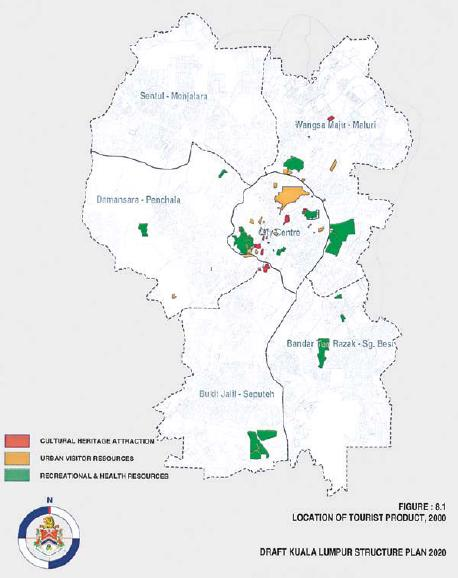 Sentul - Menjalara
Wangsa Maju - Maluri
Damansara - Penchala
City Centre
Bandar Tun Razak - Sg. Besi
Bukit Jalil - Seputeh
CULTURAL HERITAGE ATTRACTION
URBAN VISITOR RESOURCES
RECREATIONAL & HEALTH RESOURCES
N
FIGURE : 8.1
LOCATION OF TOURIST PRODUCT, 2000
DRAFT KUALA LUMPUR STRUCTURE PLAN 2020